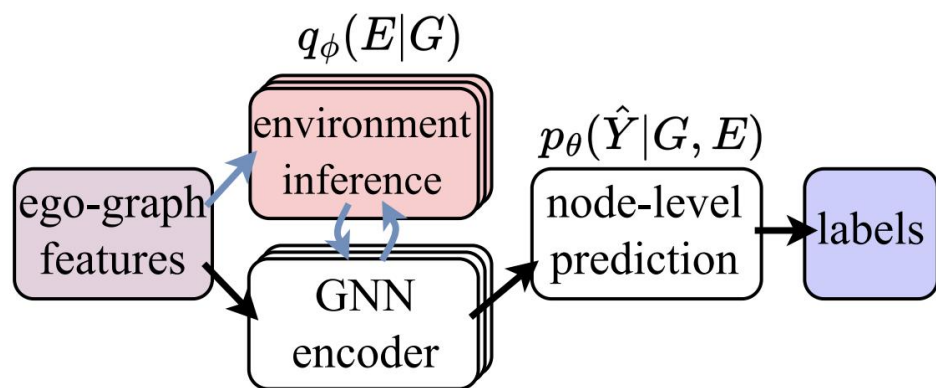 q_ϕ(E|G)
environment
inference
p_θ(Ŷ|G, E)
ego-graph
features
node-level
prediction
labels
GNN
encoder